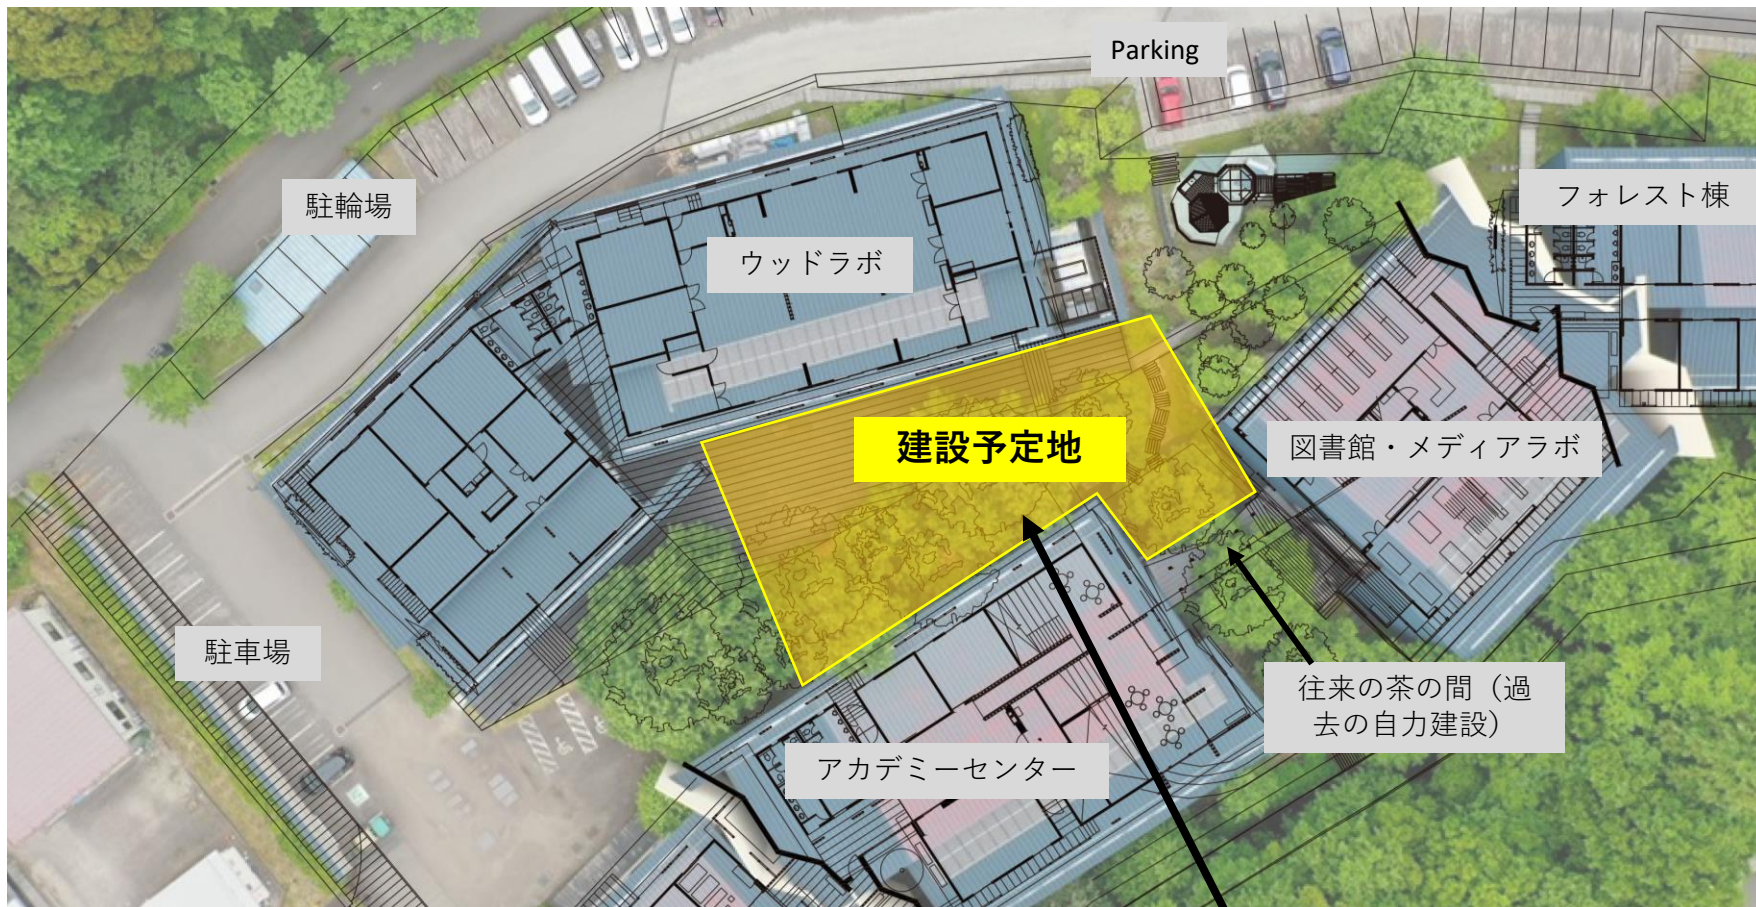 Parking
駐輪場
フォレスト棟
ウッドラボ
建設予定地
図書館・メディアラボ
駐車場
往来の茶の間（過
去の自力建設）
アカデミーセンター